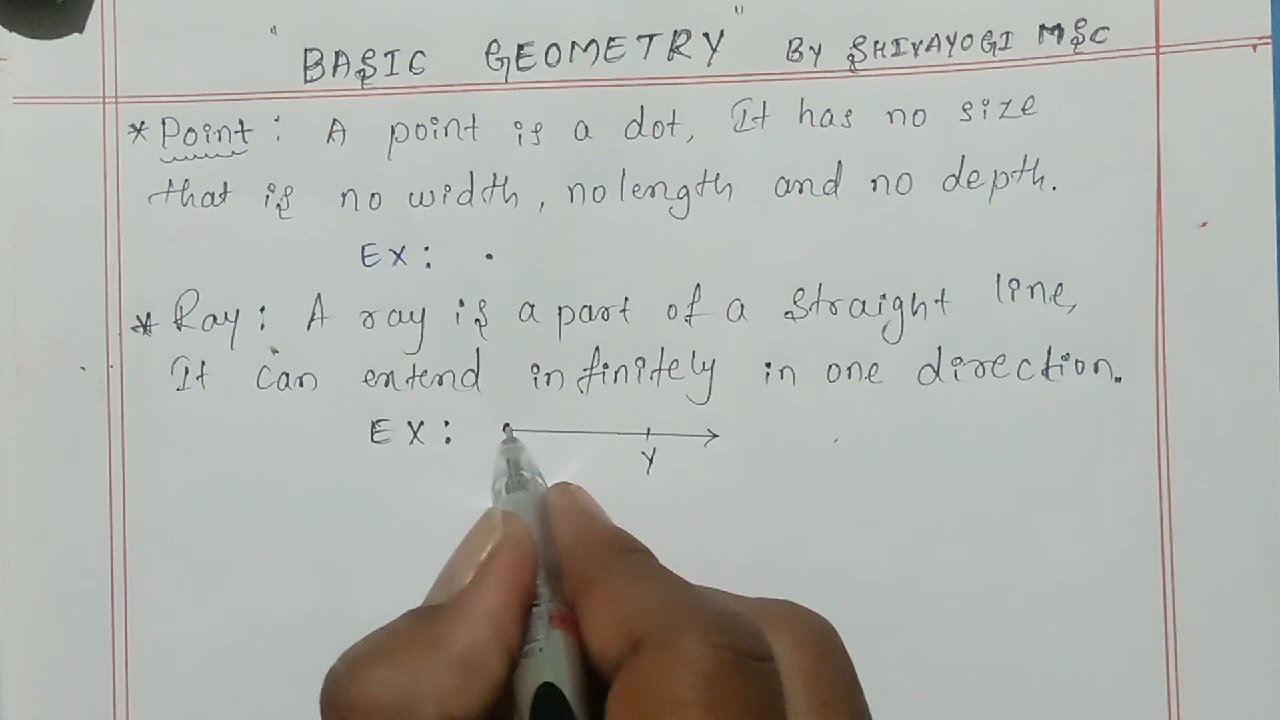 " BASIC GEOMETRY " BY SHIVAYOGI MSC
* Point : A point is a dot, It has no size
that is no width, no length and no depth.
EX : .
* Ray : A ray is a part of a straight line,
It can extend infinitely in one direction.
EX :
Y